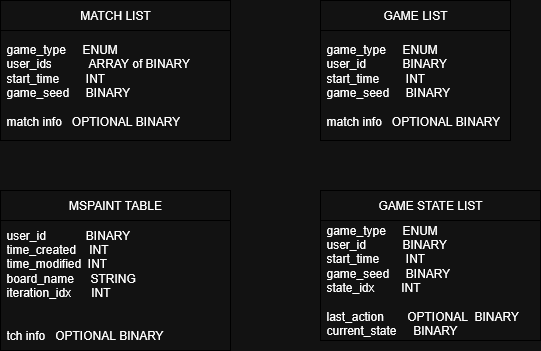 MATCH LIST
game_type ENUM
user_ids ARRAY of BINARY
start_time INT
game_seed BINARY
match info OPTIONAL BINARY
GAME LIST
game_type ENUM
user_id BINARY
start_time INT
game_seed BINARY
match info OPTIONAL BINARY
MSPAINT TABLE
user_id BINARY
time_created INT
time_modified INT
board_name STRING
iteration_idx INT
tch info OPTIONAL BINARY
GAME STATE LIST
game_type ENUM
user_id BINARY
start_time INT
game_seed BINARY
state_idx INT
last_action OPTIONAL BINARY
current_state BINARY